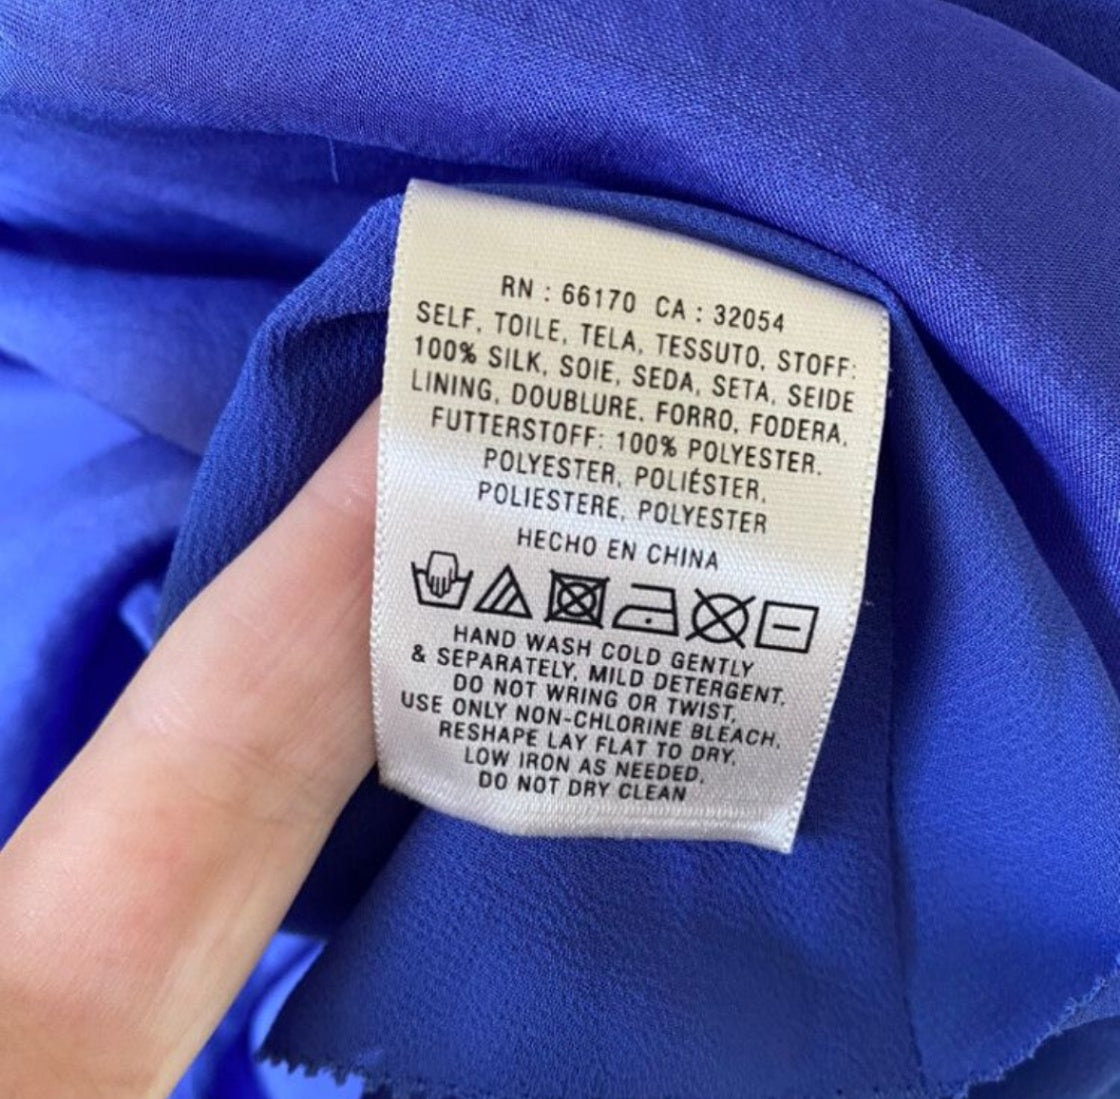 RN : 66170 CA : 32054
SELF, TOILE, TELA, TESSUTO, STOFF:
100% SILK, SOIE, SEDA, SETA, SEIDE
LINING, DOUBLURE, FORRO, FODERA,
FUTTERSTOFF: 100% POLYESTER.
POLYESTER, POLIÉSTER,
POLIESTERE, POLYESTER
HECHO EN CHINA
HAND WASH COLD GENTLY
& SEPARATELY, MILD DETERGENT,
DO NOT WRING OR TWIST,
USE ONLY NON-CHLORINE BLEACH,
RESHAPE LAY FLAT TO DRY,
LOW IRON AS NEEDED,
DO NOT DRY CLEAN